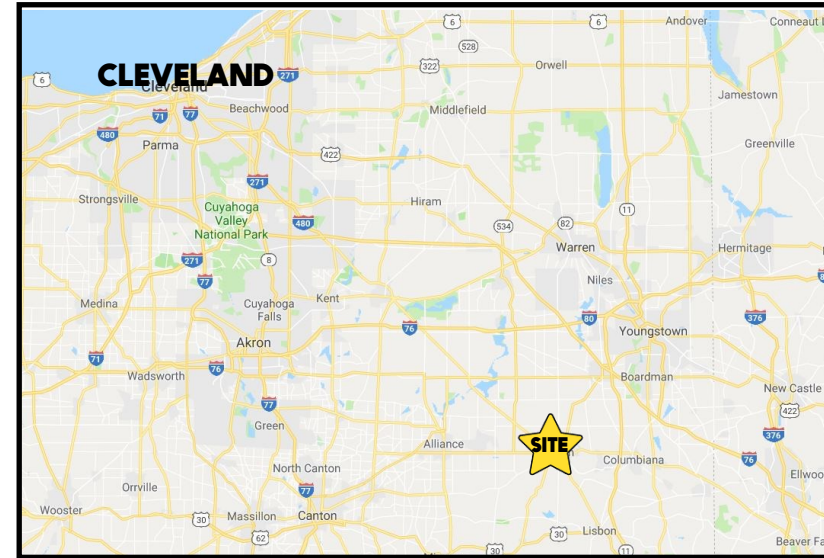 6
6
Andover
Conneaut L
528
322
Orwell
CLEVELAND
271
Cleveland
6
Jamestown
Beachwood
Middlefield
71
77
480
Parma
422
Greenville
271
Strongsville
Hiram
Cuyahoga
Valley
National Park
480
11
534
82
Warren
Hermitage
271
8
77
Niles
Medina
Cuyahoga
Falls
Kent
76
80
376
Youngstown
Akron
71
76
Wadsworth
Boardman
77
New Castle
422
Green
376
Alliance
SITE
Columbiana
76
North Canton
Ellwoo
Orrville
77
Wooster
30
Massillon
Canton
62
30
Lisbon
30
11
Beaver Fa